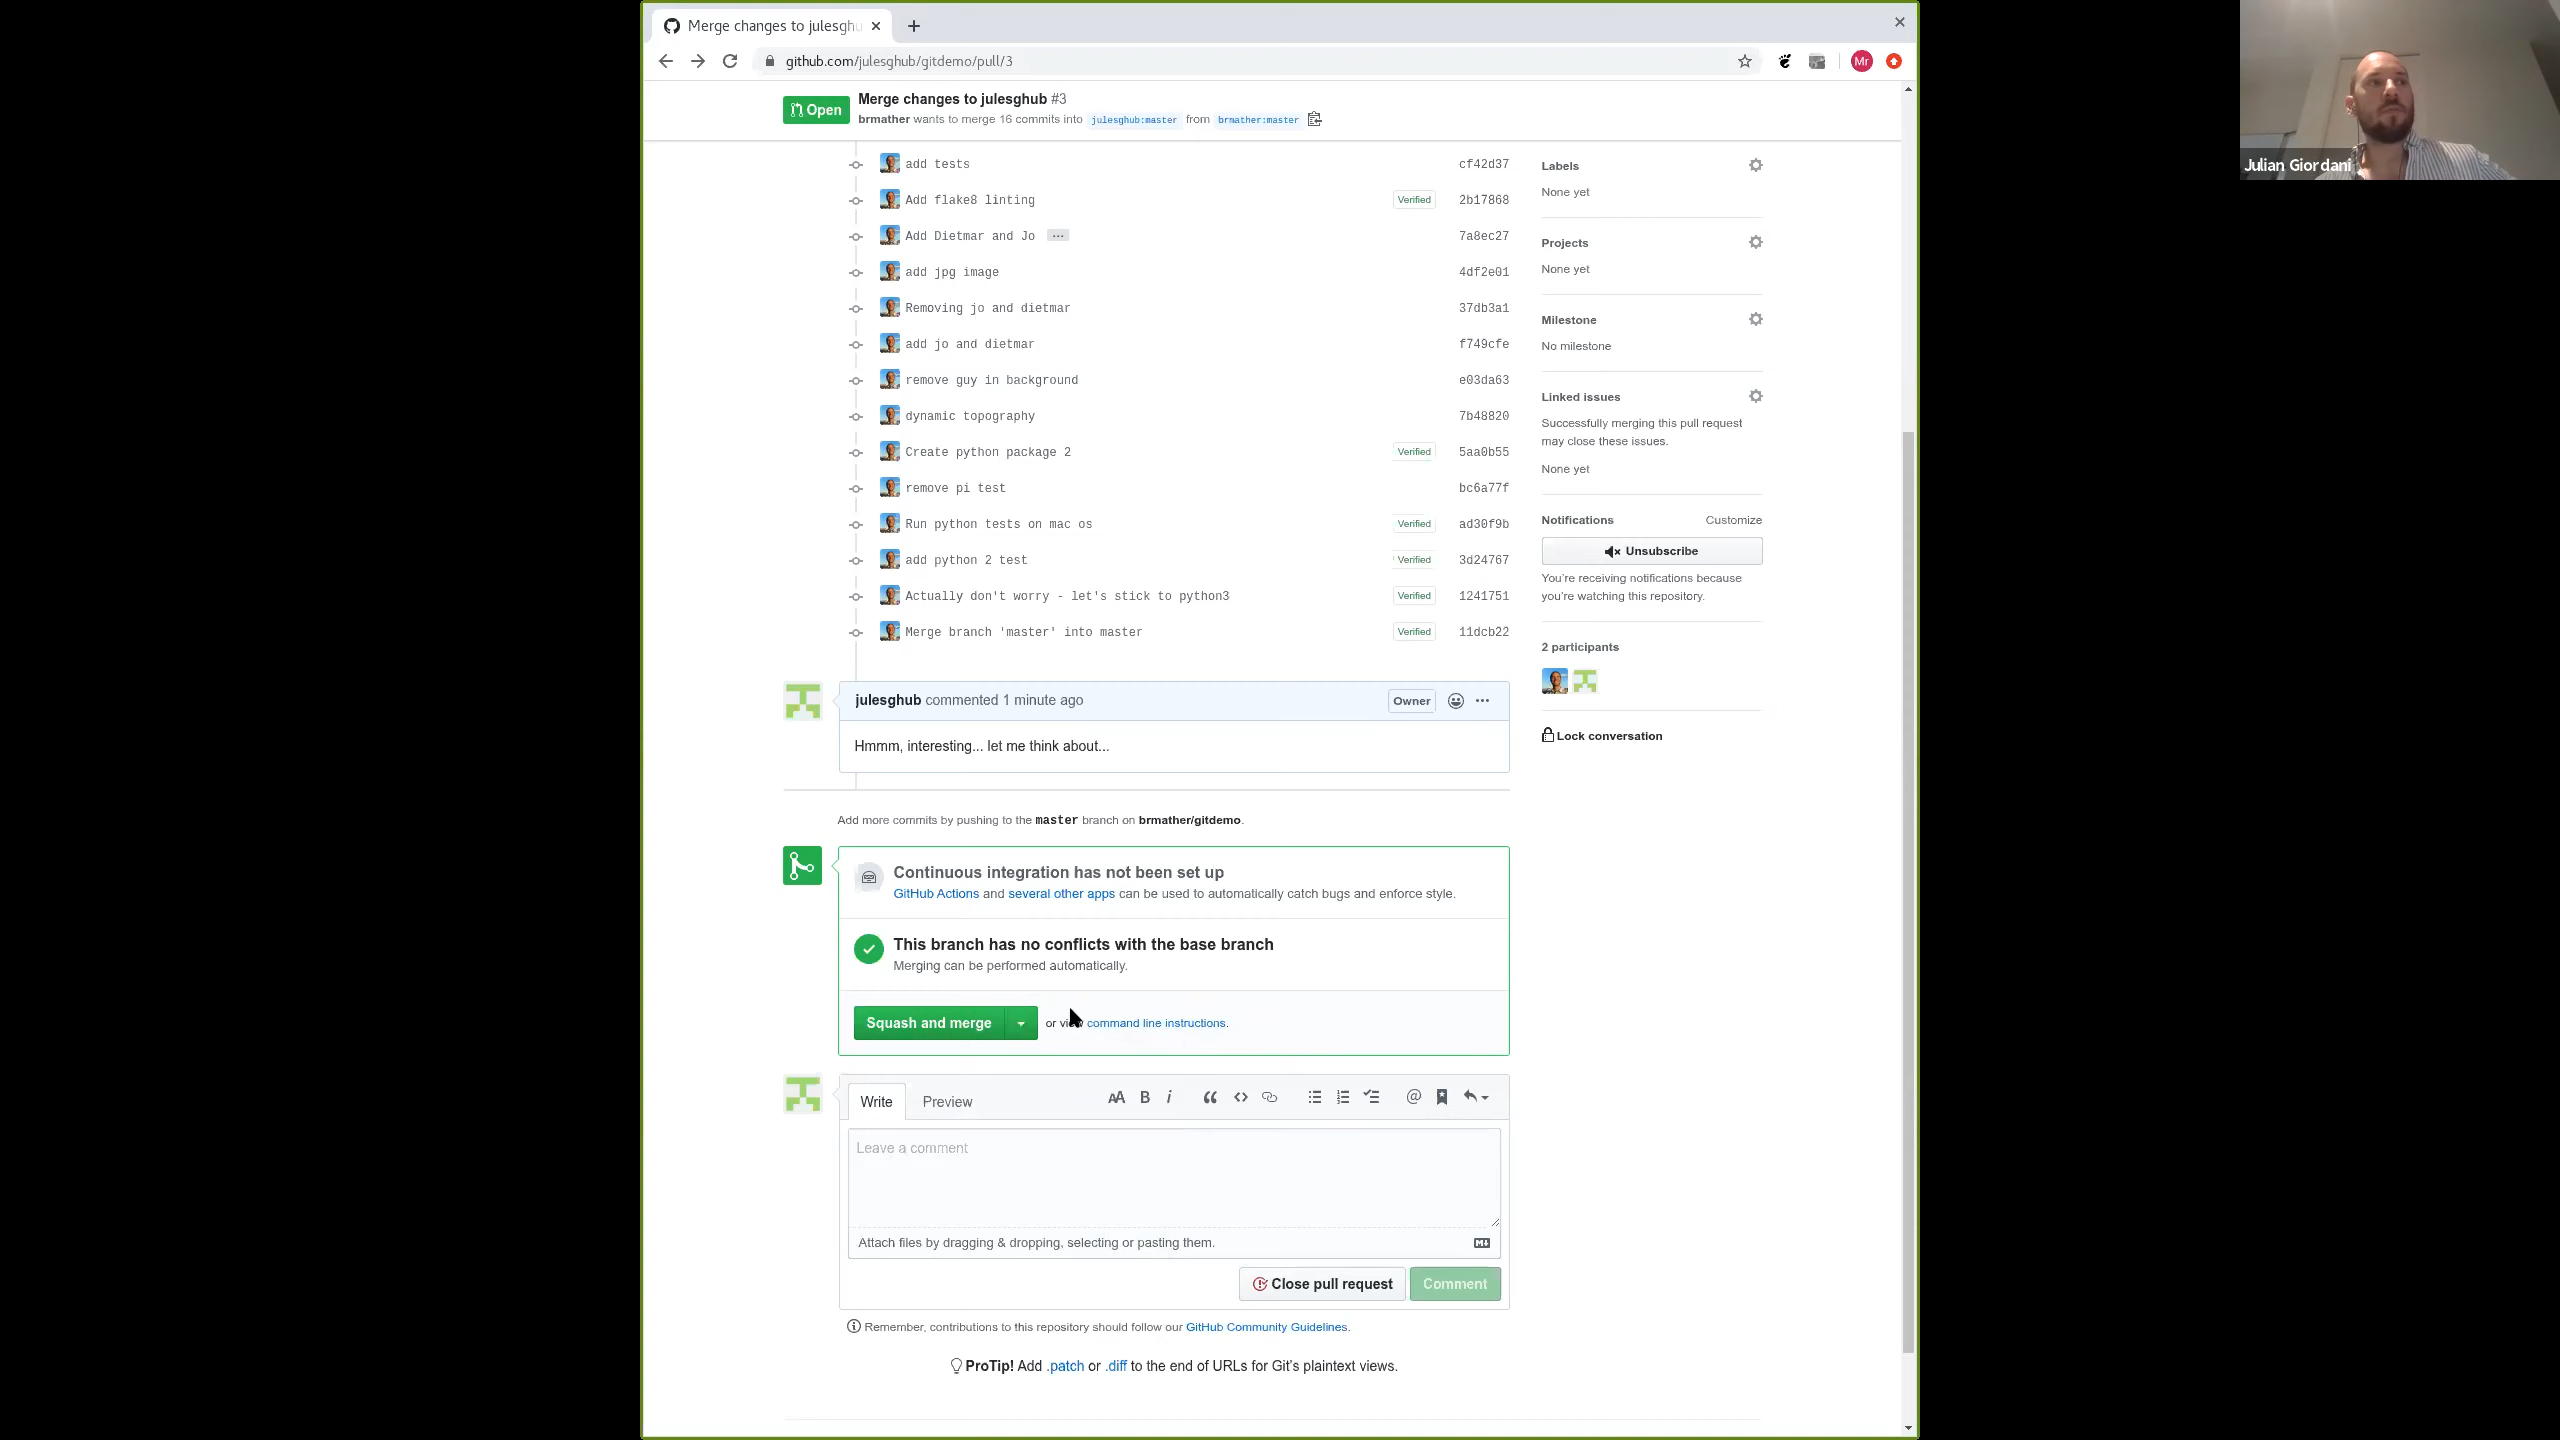 Merge changes to julesghu
github.com/julesghub/gitdemo/pull/3
Mr
Open
Merge changes to julesghub #3
brmather wants to merge 16 commits into julesghub:master from brmather:master
add tests cf42d37
Add flake8 linting Verified 2b17868
Add Dietmar and Jo … 7a8ec27
add jpg image 4df2e01
Removing jo and dietmar 37db3a1
add jo and dietmar f749cfe
remove guy in background e03da63
dynamic topography 7b48820
Create python package 2 Verified 5aa0b55
remove pi test bc6a77f
Run python tests on mac os Verified ad30f9b
add python 2 test Verified 3d24767
Actually don't worry - let's stick to python3 Verified 1241751
Merge branch 'master' into master Verified 11dcb22
julesghub commented 1 minute ago Owner
Hmmm, interesting... let me think about...
Add more commits by pushing to the master branch on brmather/gitdemo.
Continuous integration has not been set up
GitHub Actions and several other apps can be used to automatically catch bugs and enforce style.
This branch has no conflicts with the base branch
Merging can be performed automatically.
Squash and merge or view command line instructions.
Write Preview
AA B i
Leave a comment
Attach files by dragging & dropping, selecting or pasting them.
Close pull request Comment
Remember, contributions to this repository should follow our GitHub Community Guidelines.
ProTip! Add .patch or .diff to the end of URLs for Git's plaintext views.
Labels
None yet
Projects
None yet
Milestone
No milestone
Linked issues
Successfully merging this pull request
may close these issues.
None yet
Notifications Customize
Unsubscribe
You're receiving notifications because
you're watching this repository.
2 participants
Lock conversation
Julian Giordani